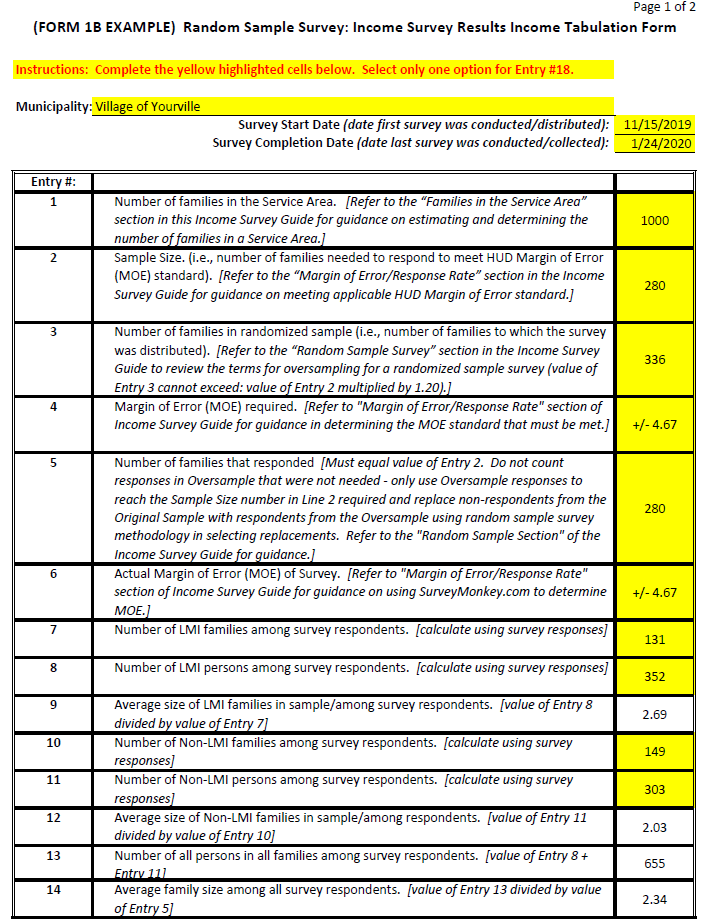 Page 1 of 2
(FORM 1B EXAMPLE) Random Sample Survey: Income Survey Results Income Tabulation Form
Instructions: Complete the yellow highlighted cells below. Select only one option for Entry #18.
Municipality: Village of Yourville
Survey Start Date (date first survey was conducted/distributed): 11/15/2019
Survey Completion Date (date last survey was conducted/collected): 1/24/2020
Entry #:
1 Number of families in the Service Area. [Refer to the “Families in the Service Area”
section in this Income Survey Guide for guidance on estimating and determining the
number of families in a Service Area.]
1000
2 Sample Size. (i.e., number of families needed to respond to meet HUD Margin of Error
(MOE) standard). [Refer to the “Margin of Error/Response Rate” section in the Income
Survey Guide for guidance on meeting applicable HUD Margin of Error standard.]
280
3 Number of families in randomized sample (i.e., number of families to which the survey
was distributed). [Refer to the “Random Sample Survey” section in the Income Survey
Guide to review the terms for oversampling for a randomized sample survey (value of
Entry 3 cannot exceed: value of Entry 2 multiplied by 1.20).]
336
4 Margin of Error (MOE) required. [Refer to "Margin of Error/Response Rate" section of
Income Survey Guide for guidance in determining the MOE standard that must be met.]
+/- 4.67
5 Number of families that responded [Must equal value of Entry 2. Do not count
responses in Oversample that were not needed - only use Oversample responses to
reach the Sample Size number in Line 2 required and replace non-respondents from the
Original Sample with respondents from the Oversample using random sample survey
methodology in selecting replacements. Refer to the "Random Sample Section" of the
Income Survey Guide for guidance.]
280
6 Actual Margin of Error (MOE) of Survey. [Refer to "Margin of Error/Response Rate"
section of Income Survey Guide for guidance on using SurveyMonkey.com to determine
MOE.]
+/- 4.67
7 Number of LMI families among survey respondents. [calculate using survey responses]
131
8 Number of LMI persons among survey respondents. [calculate using survey responses]
352
9 Average size of LMI families in sample/among survey respondents. [value of Entry 8
divided by value of Entry 7]
2.69
10 Number of Non-LMI families among survey respondents. [calculate using survey
responses]
149
11 Number of Non-LMI persons among survey respondents. [calculate using survey
responses]
303
12 Average size of Non-LMI families in sample/among respondents. [value of Entry 11
divided by value of Entry 10]
2.03
13 Number of all persons in all families among survey respondents. [value of Entry 8 +
Entry 11]
655
14 Average family size among all survey respondents. [value of Entry 13 divided by value
of Entry 5]
2.34